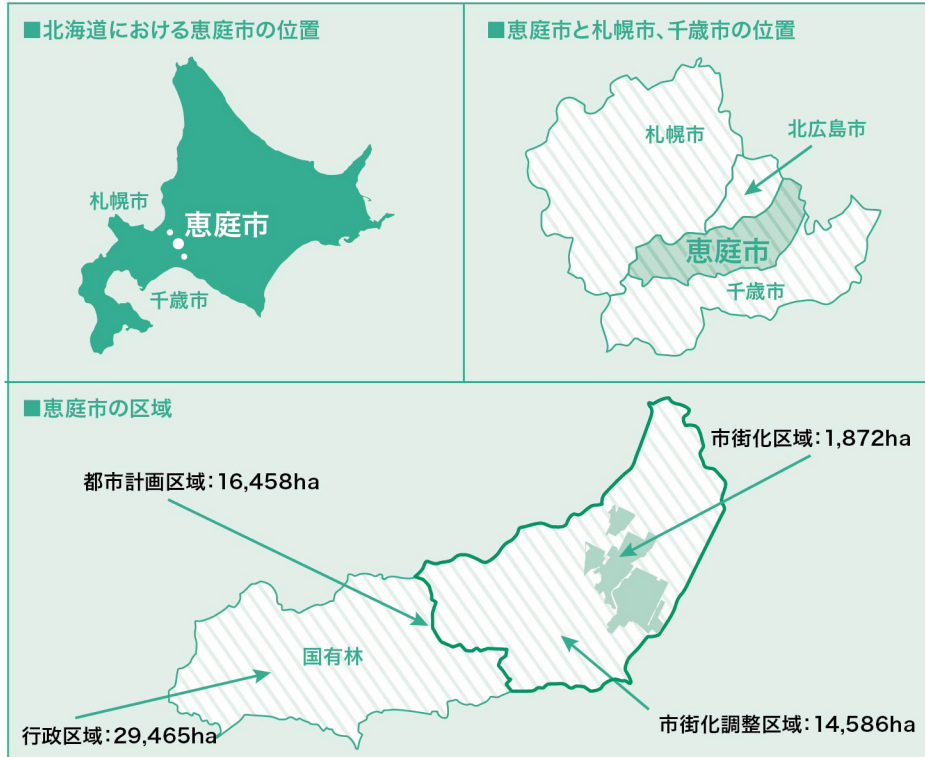 ■北海道における恵庭市の位置
札幌市
恵庭市
千歳市
■恵庭市と札幌市、千歳市の位置
札幌市
北広島市
恵庭市
千歳市
■恵庭市の区域
市街化区域：1,872ha
都市計画区域：16,458ha
国有林
行政区域：29,465ha
市街化調整区域：14,586ha